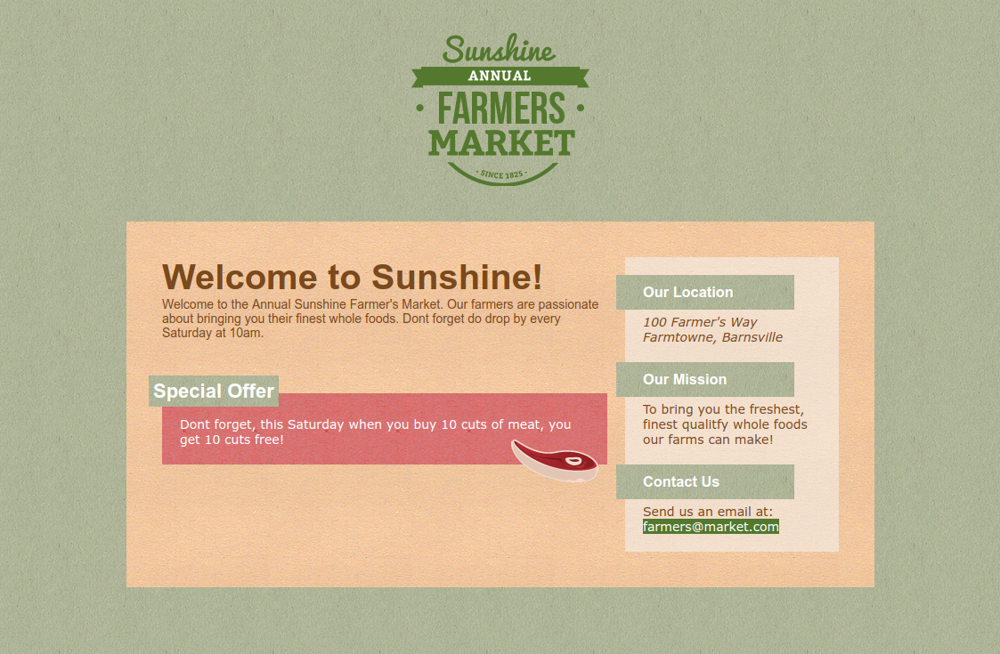 Sunshine
ANNUAL
FARMERS
MARKET
- SINCE 1825 -
Welcome to Sunshine!
Welcome to the Annual Sunshine Farmer's Market. Our farmers are passionate
about bringing you their finest whole foods. Dont forget do drop by every
Saturday at 10am.
Special Offer
Dont forget, this Saturday when you buy 10 cuts of meat, you
get 10 cuts free!
Our Location
100 Farmer's Way
Farmtowne, Barnsville
Our Mission
To bring you the freshest,
finest qualitfy whole foods
our farms can make!
Contact Us
Send us an email at:
farmers@market.com